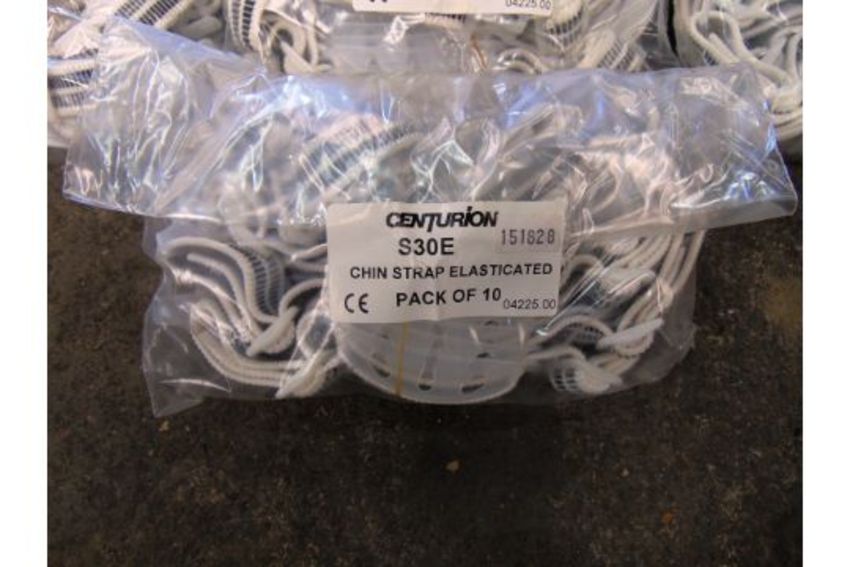 04225.00
CENTURION
S30E 151828
CHIN STRAP ELASTICATED
CE PACK OF 10 04225.00